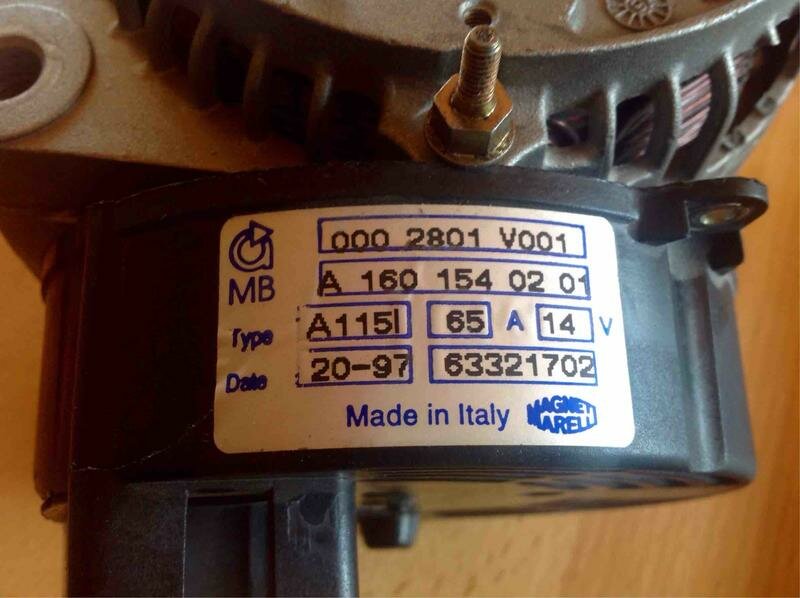 000 2801 V001
MB A 160 154 02 01
Type A115I 65 A 14 V
Date 20-97 63321702
Made in Italy MAGNETI MARELLI